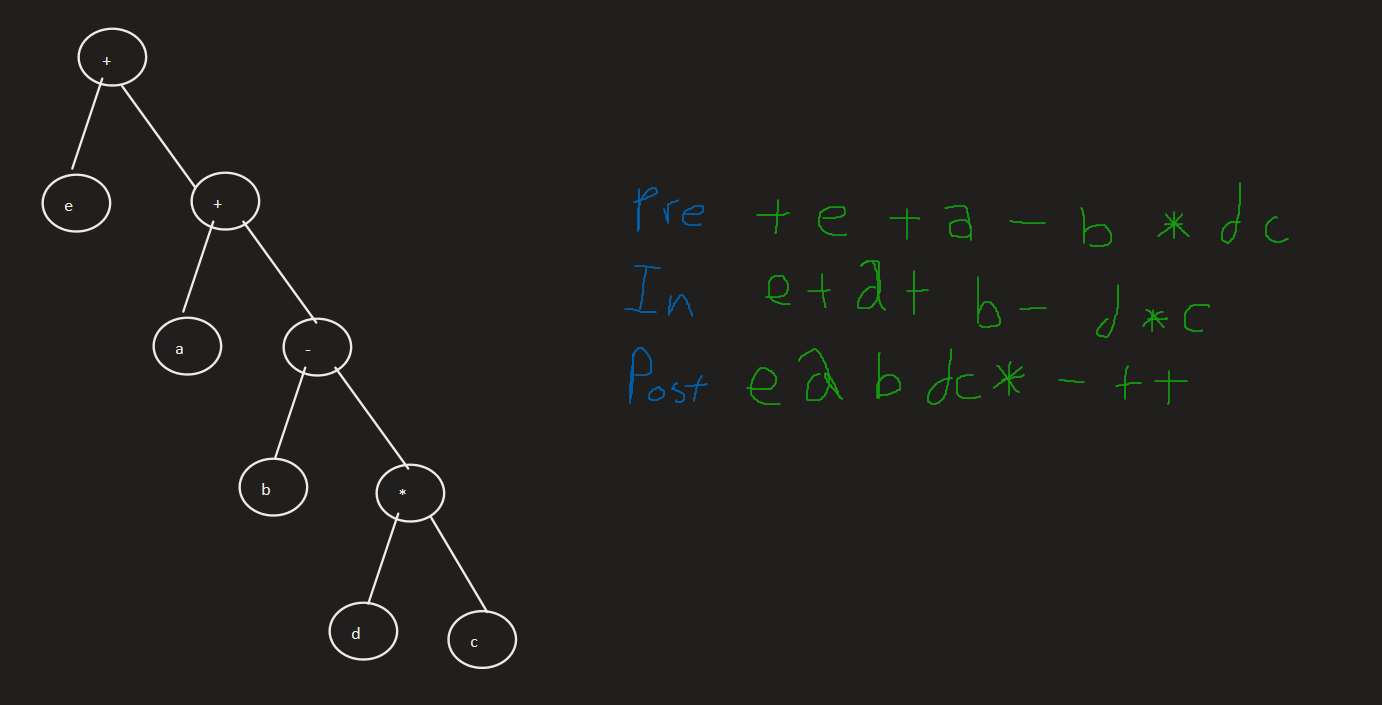 +
e
+
a
-
b
*
d
c
Pre + e + a - b * d c
In e + a + b - d * c
Post e a b d c * - + +